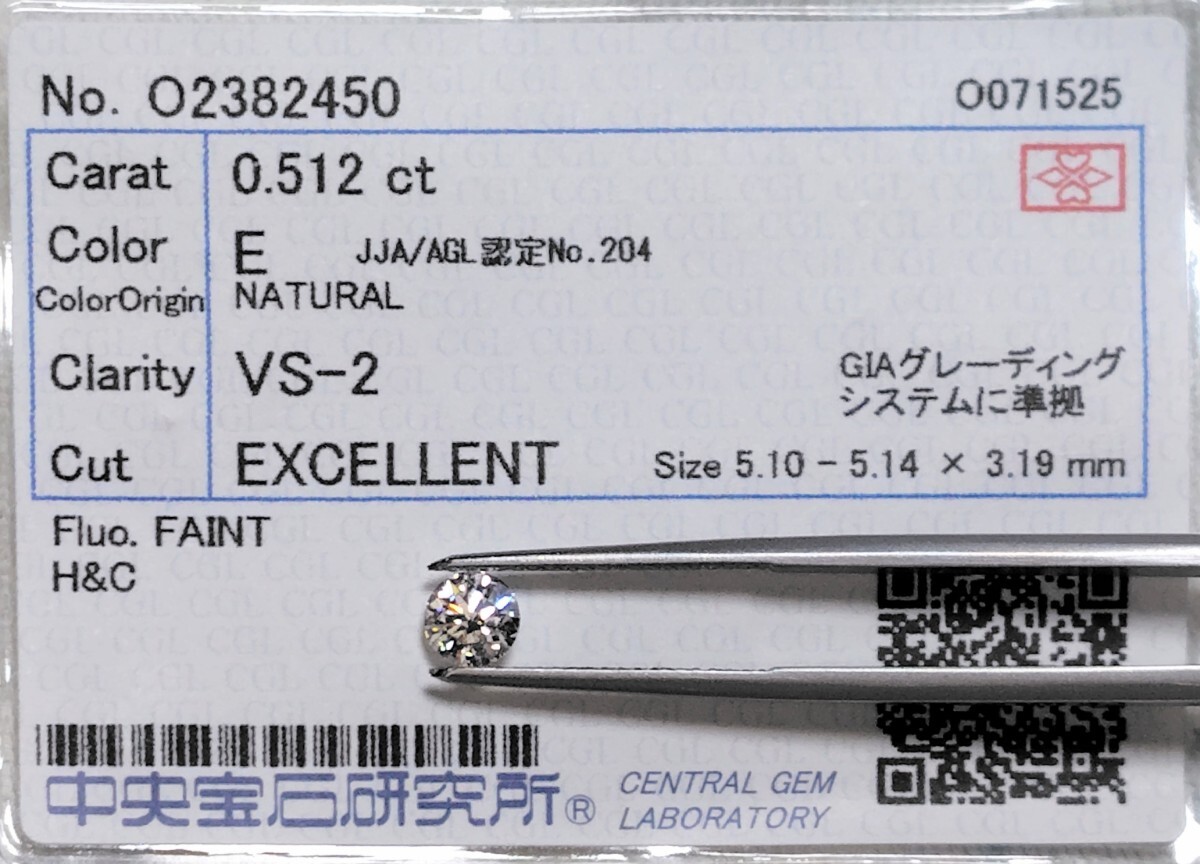 No. O2382450 O071525
Carat 0.512 ct
Color E JJA/AGL認定No.204
ColorOrigin NATURAL
Clarity VS-2 GIAグレーディング
システムに準拠
Cut EXCELLENT Size 5.10 - 5.14 × 3.19 mm
Fluo. FAINT
H&C
中央宝石研究所® CENTRAL GEM
LABORATORY